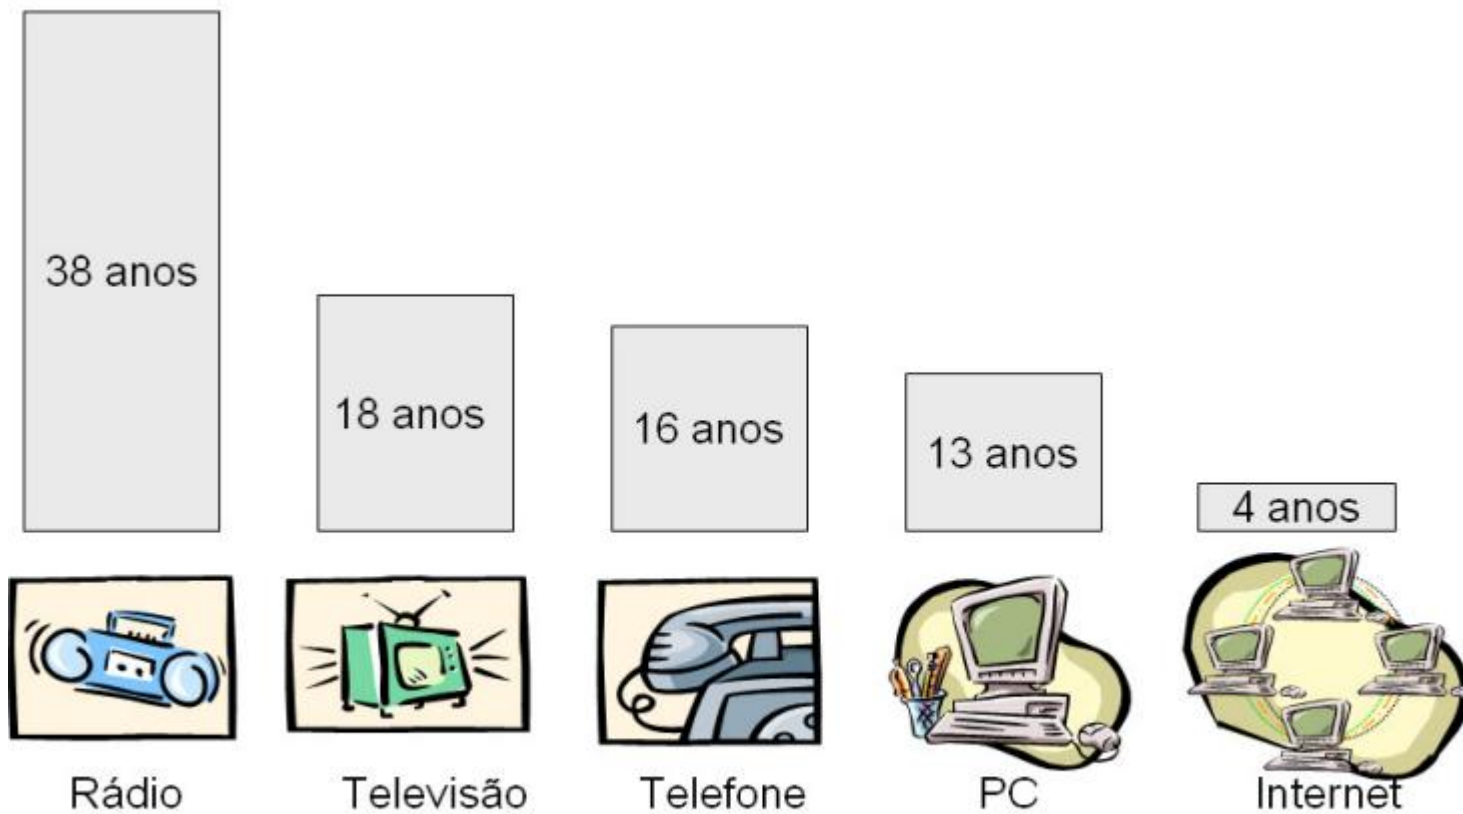 38 anos
18 anos
16 anos
13 anos
4 anos
Rádio
Televisão
Telefone
PC
Internet